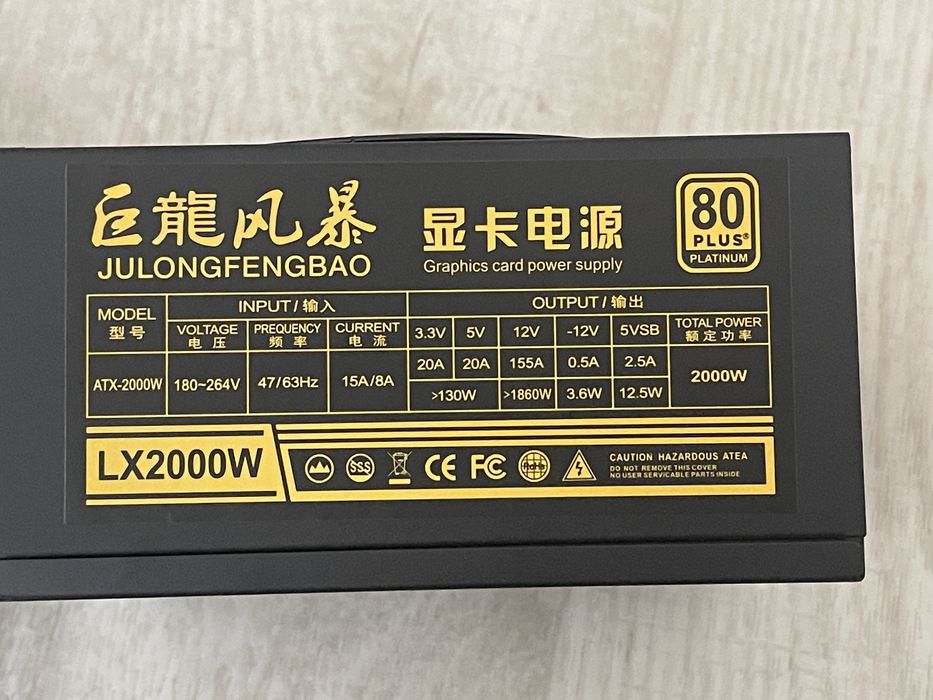 巨龍风暴
JULONGFENGBAO
显卡电源
Graphics card power supply
80
PLUS®
PLATINUM
MODEL
型号
INPUT / 输入
OUTPUT / 输出
VOLTAGE
电压
PREQUENCY
频率
CURRENT
电流
3.3V
5V
12V
-12V
5VSB
TOTAL POWER
额定功率
ATX-2000W
180~264V
47/63Hz
15A/8A
20A
20A
155A
0.5A
2.5A
2000W
>130W
>1860W
3.6W
12.5W
LX2000W
SGS
CE
FC
RoHs
CAUTION HAZARDOUS ATEA
DO NOT REMOVE THIS COVER
NO USER SERVICABLE PARTS INSIDE